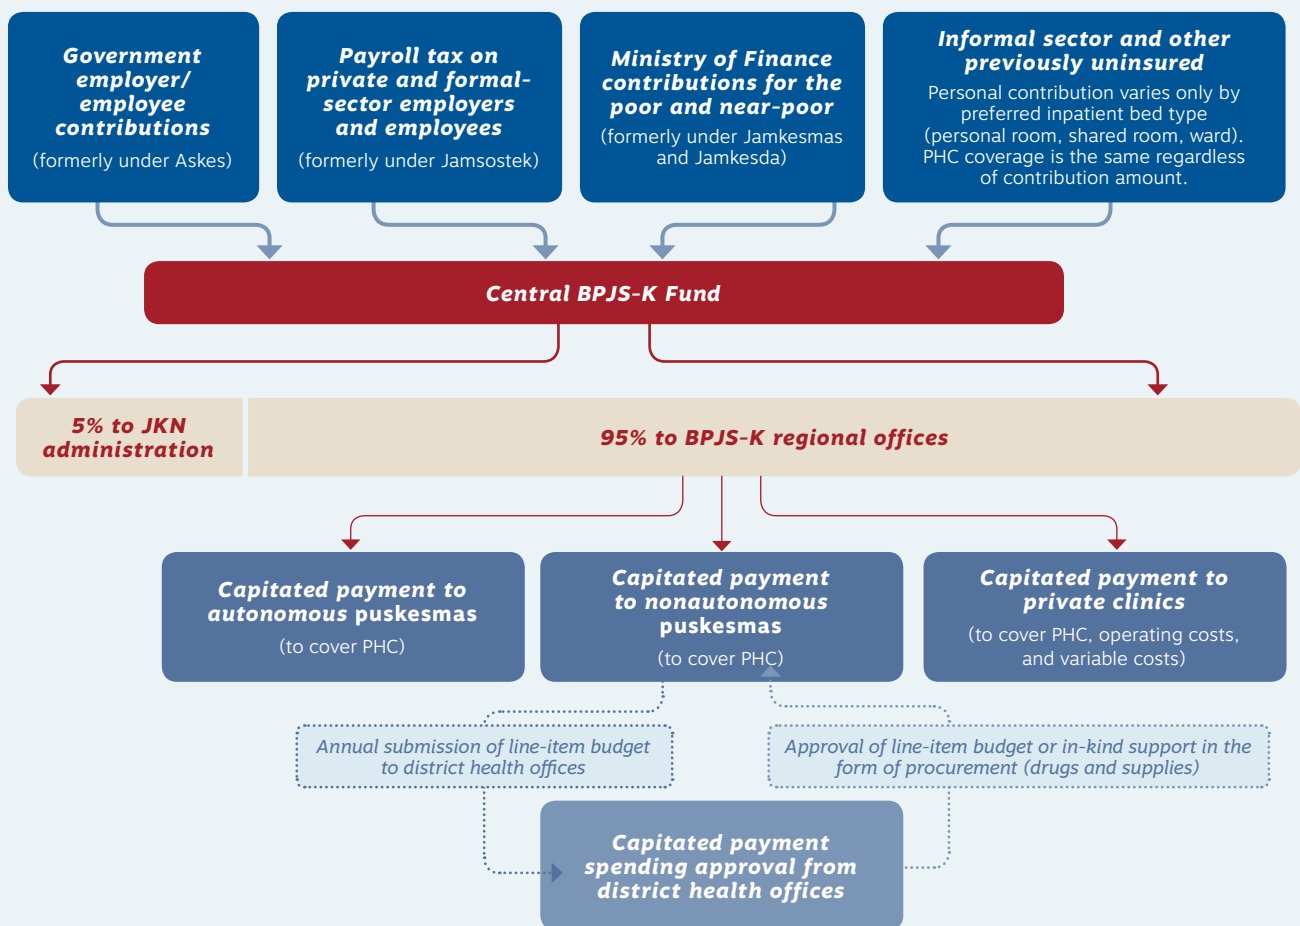 Government
employer/
employee
contributions
(formerly under Askes)
Payroll tax on
private and formal-
sector employers
and employees
(formerly under Jamsostek)
Ministry of Finance
contributions for the
poor and near-poor
(formerly under Jamkesmas
and Jamkesda)
Informal sector and other
previously uninsured
Personal contribution varies only by
preferred inpatient bed type
(personal room, shared room, ward).
PHC coverage is the same regardless
of contribution amount.
Central BPJS-K Fund
5% to JKN
administration
95% to BPJS-K regional offices
Capitated payment to
autonomous puskesmas
(to cover PHC)
Capitated payment
to nonautonomous
puskesmas
(to cover PHC)
Capitated payment to
private clinics
(to cover PHC, operating costs,
and variable costs)
Annual submission of line-item budget
to district health offices
Approval of line-item budget or in-kind support in the
form of procurement (drugs and supplies)
Capitated payment
spending approval from
district health offices